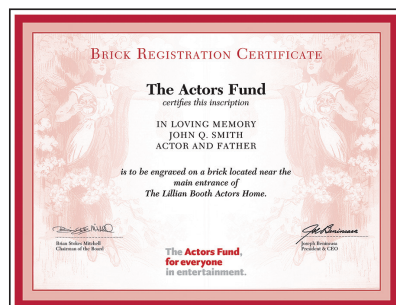 BRICK REGISTRATION CERTIFICATE
The Actors Fund
certifies this inscription
IN LOVING MEMORY
JOHN Q. SMITH
ACTOR AND FATHER
is to be engraved on a brick located near the
main entrance of
The Lillian Booth Actors Home.
Brian Stokes Mitchell
Chairman of the Board
The Actors Fund,
for everyone
in entertainment.
Joseph Benincasa
President & CEO